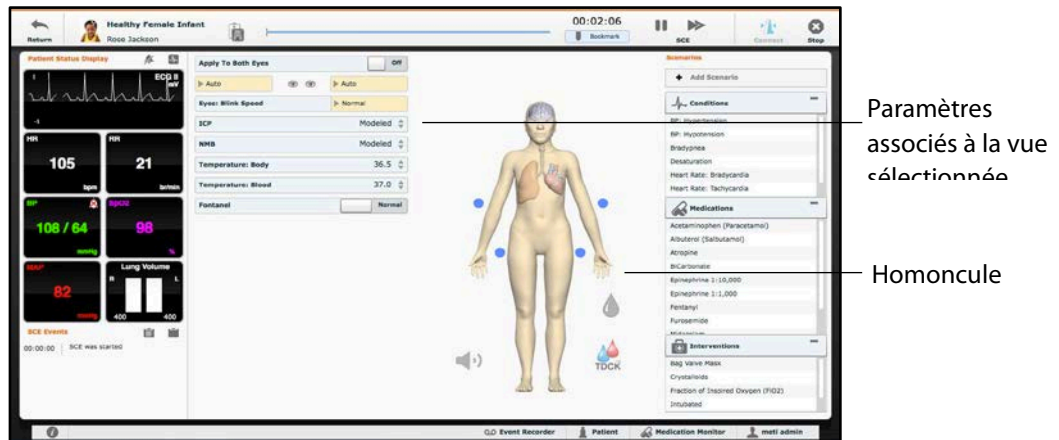 Return
Healthy Female Infant
Rose Jackson
00:02:06
Bookmark
SCE
Connect
Stop
Patient Status Display
1
ECG II
mV
-1
HR
105
bpm
RR
21
br/min
BP
108 / 64
mmHg
SpO2
98
%
MAP
82
mmHg
Lung Volume
R
L
400
400
SCE Events
00:00:00
SCE was started
Apply To Both Eyes
Off
Auto
Auto
Eyes: Blink Speed
Normal
ICP
Modeled
NMB
Modeled
Temperature: Body
36.5
Temperature: Blood
37.0
Fontanel
Normal
TDCK
Scenarios
Add Scenario
Conditions
BP: Hypertension
BP: Hypotension
Bradypnea
Desaturation
Heart Rate: Bradycardia
Heart Rate: Tachycardia
Medications
Acetaminophen (Paracetamol)
Albuterol (Salbutamol)
Atropine
BiCarbonate
Epinephrine 1:10,000
Epinephrine 1:1,000
Fentanyl
Furosemide
Midazolam
Interventions
Bag Valve Mask
Crystalloids
Fraction of Inspired Oxygen (FiO2)
Intubated
Event Recorder
Patient
Medication Monitor
meti admin
Paramètres
associés à la vue
sélectionnée
Homoncule